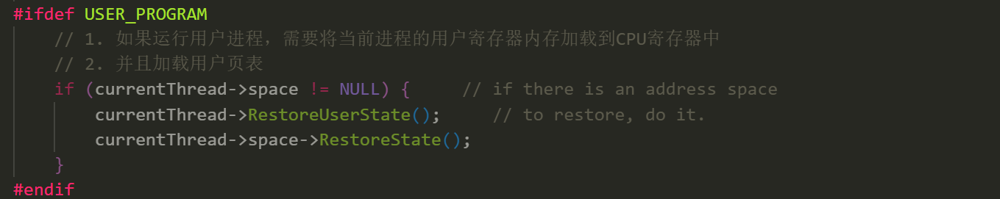 #ifdef USER_PROGRAM
// 1. 如果运行用户进程，需要将当前进程的用户寄存器内存加载到CPU寄存器中
// 2. 并且加载用户页表
if (currentThread->space != NULL) { // if there is an address space
currentThread->RestoreUserState(); // to restore, do it.
currentThread->space->RestoreState();
}
#endif